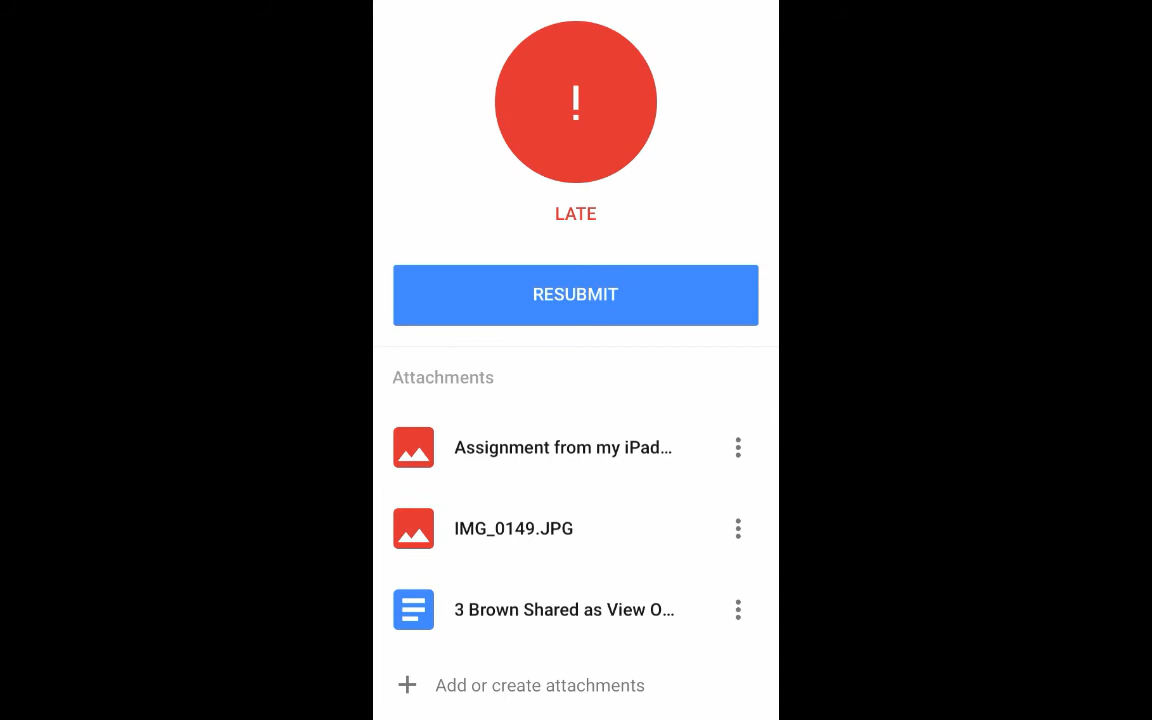 !
LATE
RESUBMIT
Attachments
Assignment from my iPad...
IMG_0149.JPG
3 Brown Shared as View O...
+ Add or create attachments